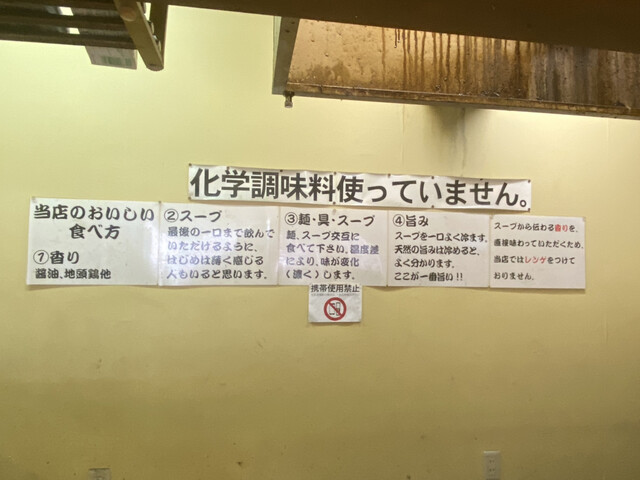 化学調味料使っていません。
当店のおいしい
食べ方
①香り
醤油、地頭鶏他
②スープ
最後の一口まで飲んで
いただけるように、
はじめは薄く感じる
人もいると思います。
③麺・具・スープ
麺、スープ交互に
食べて下さい。温度差
により、味が変化
(濃く)します。
④旨み
スープを一口よく冷ます。
天然の旨みは冷めると、
よく分かります。
ここが一番旨い!!
スープから伝わる香りを、
直接味わっていただくため、
当店ではレンゲをつけて
おりません。
携帯使用禁止